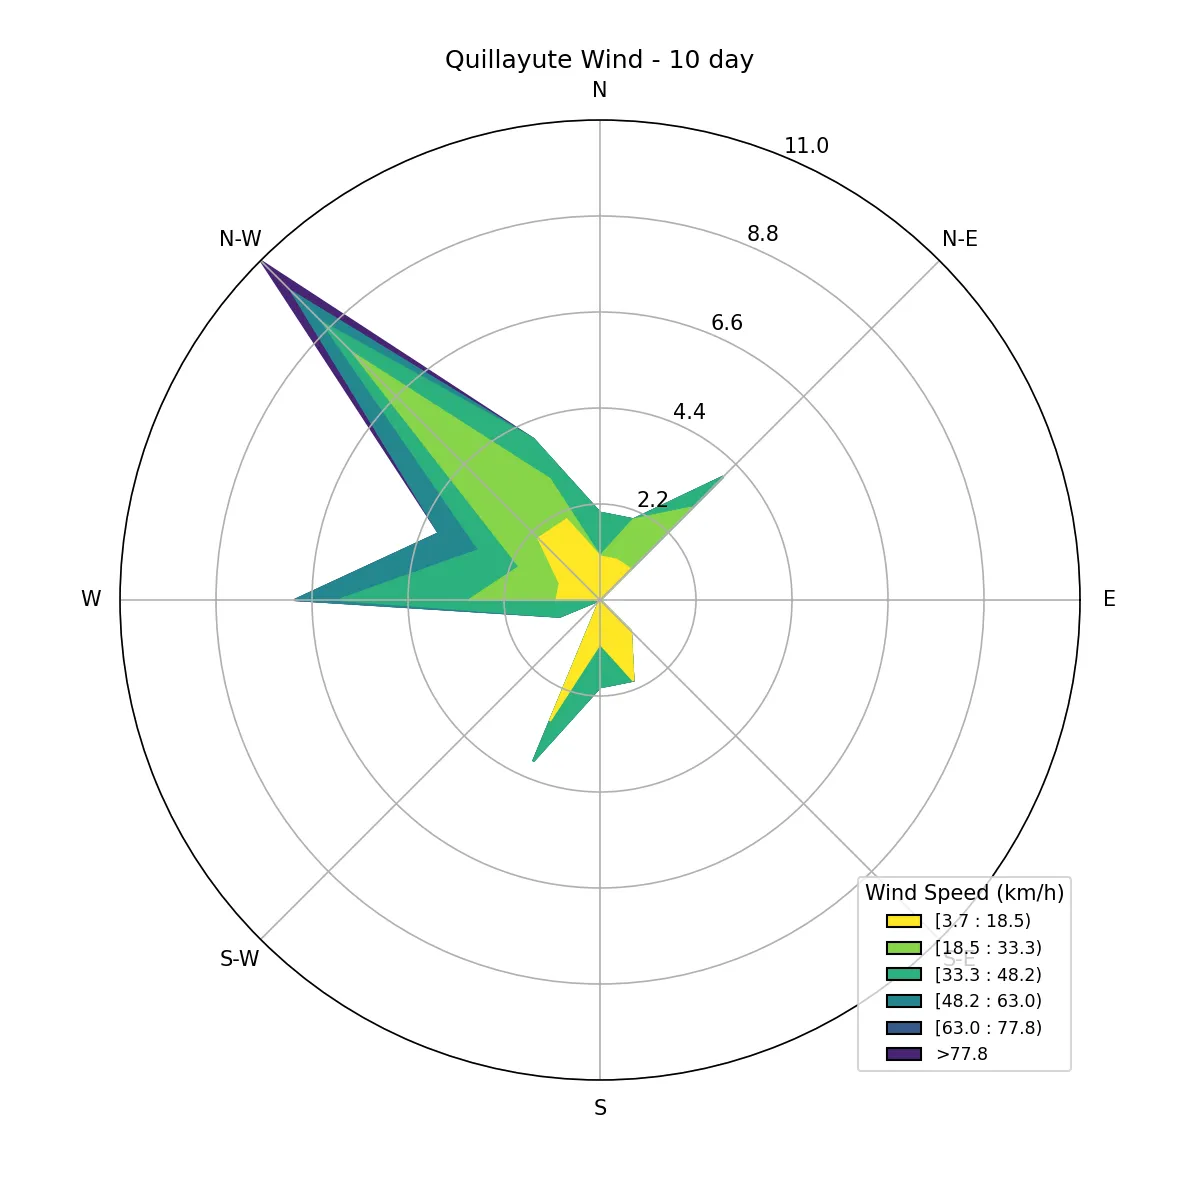 Quillayute Wind - 10 day
N
11.0
8.8
N-W
N-E
6.6
4.4
2.2
W
E
Wind Speed (km/h)
[3.7 : 18.5)
[18.5 : 33.3)
S-W
S-E
[33.3 : 48.2)
[48.2 : 63.0)
[63.0 : 77.8)
>77.8
S